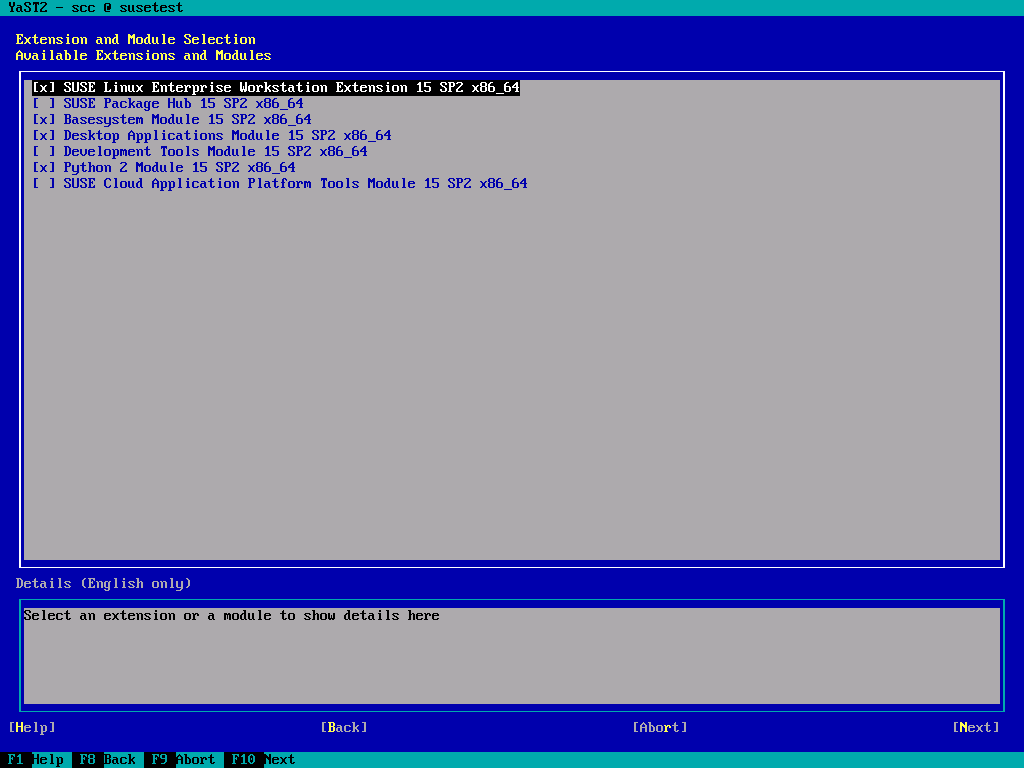 YaST2 - scc @ susetest
Extension and Module Selection
Available Extensions and Modules
[x] SUSE Linux Enterprise Workstation Extension 15 SP2 x86_64
[ ] SUSE Package Hub 15 SP2 x86_64
[x] Basesystem Module 15 SP2 x86_64
[x] Desktop Applications Module 15 SP2 x86_64
[ ] Development Tools Module 15 SP2 x86_64
[x] Python 2 Module 15 SP2 x86_64
[ ] SUSE Cloud Application Platform Tools Module 15 SP2 x86_64
Details (English only)
Select an extension or a module to show details here
[Help] [Back] [Abort] [Next]
F1 Help F8 Back F9 Abort F10 Next